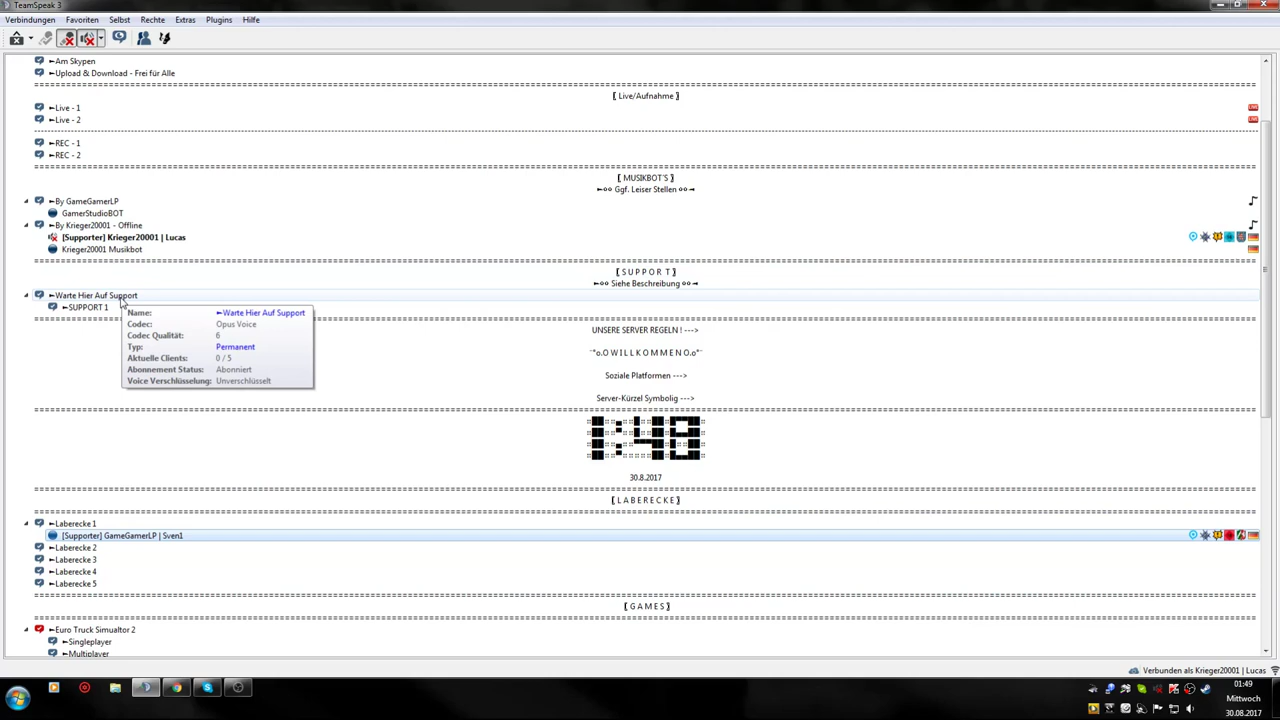 TeamSpeak 3
Verbindungen Favoriten Selbst Rechte Extras Plugins Hilfe
Am Skypen
Upload & Download - Frei für Alle
[ Live/Aufnahme ]
Live - 1
LIVE
Live - 2
LIVE
REC - 1
REC - 2
[ MUSIKBOT'S ]
Ggf. Leiser Stellen
By GameGamerLP
GamerStudioBOT
By Krieger20001 - Offline
[Supporter] Krieger20001 | Lucas
Krieger20001 Musikbot
[ S U P P O R T ]
Siehe Beschreibung
Warte Hier Auf Support
SUPPORT 1
Name: Warte Hier Auf Support
Codec: Opus Voice
Codec Qualität: 6
Typ: Permanent
Aktuelle Clients: 0 / 5
Abonnement Status: Abonniert
Voice Verschlüsselung: Unverschlüsselt
UNSERE SERVER REGELN ! --->
¨°o.O W I L L K O M M E N O.o°¨
Soziale Platformen --->
Server-Kürzel Symbolig --->
30.8.2017
[ L A B E R E C K E ]
Laberecke 1
[Supporter] GameGamerLP | Sven1
Laberecke 2
Laberecke 3
Laberecke 4
Laberecke 5
[ G A M E S ]
Euro Truck Simualtor 2
Singleplayer
Multiplayer
Verbunden als Krieger20001 | Lucas
01:49
Mittwoch
30.08.2017